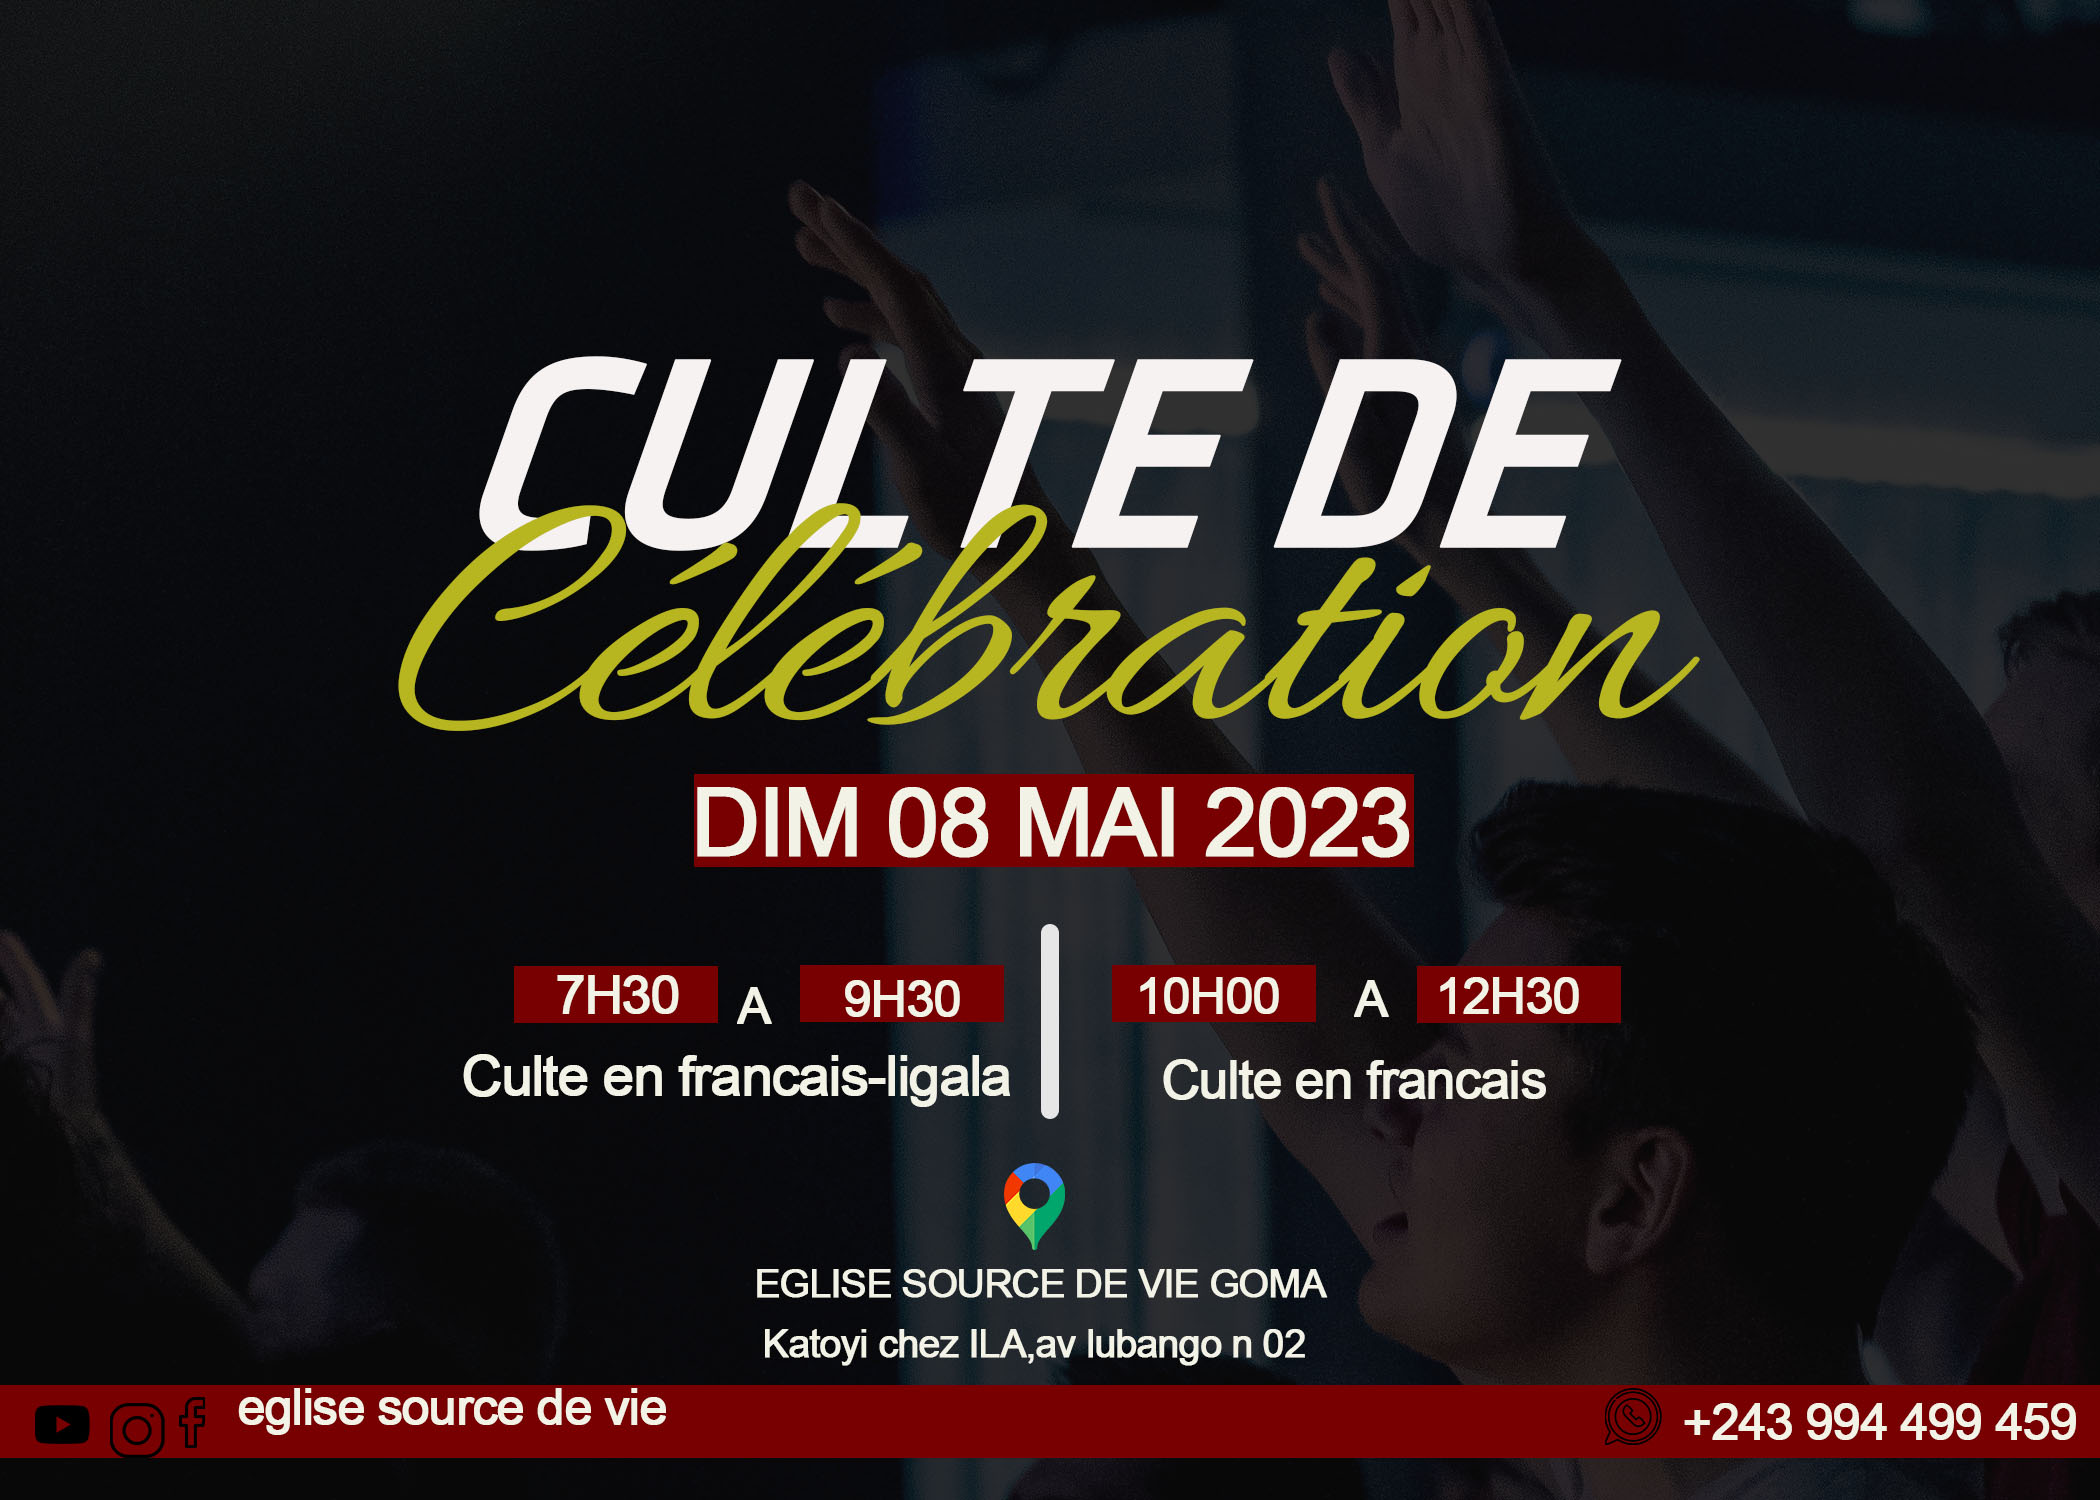 CULTE DE
Célébration
DIM 08 MAI 2023
7H30 A 9H30
Culte en francais-ligala
10H00 A 12H30
Culte en francais
EGLISE SOURCE DE VIE GOMA
Katoyi chez ILA,av lubango n 02
eglise source de vie
+243 994 499 459